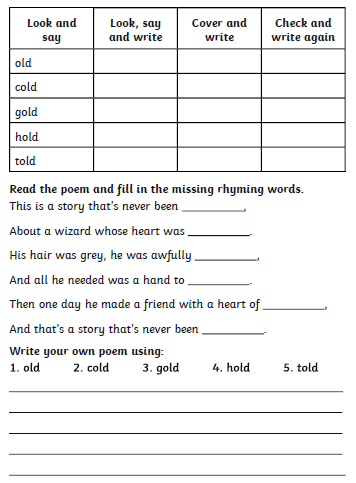 Look and say
Look, say and write
Cover and write
Check and write again
old
cold
gold
hold
told
Read the poem and fill in the missing rhyming words.
This is a story that's never been __________,
About a wizard whose heart was __________.
His hair was grey, he was awfully __________,
And all he needed was a hand to __________.
Then one day he made a friend with a heart of __________,
And that's a story that's never been __________.
Write your own poem using:
1. old 2. cold 3. gold 4. hold 5. told